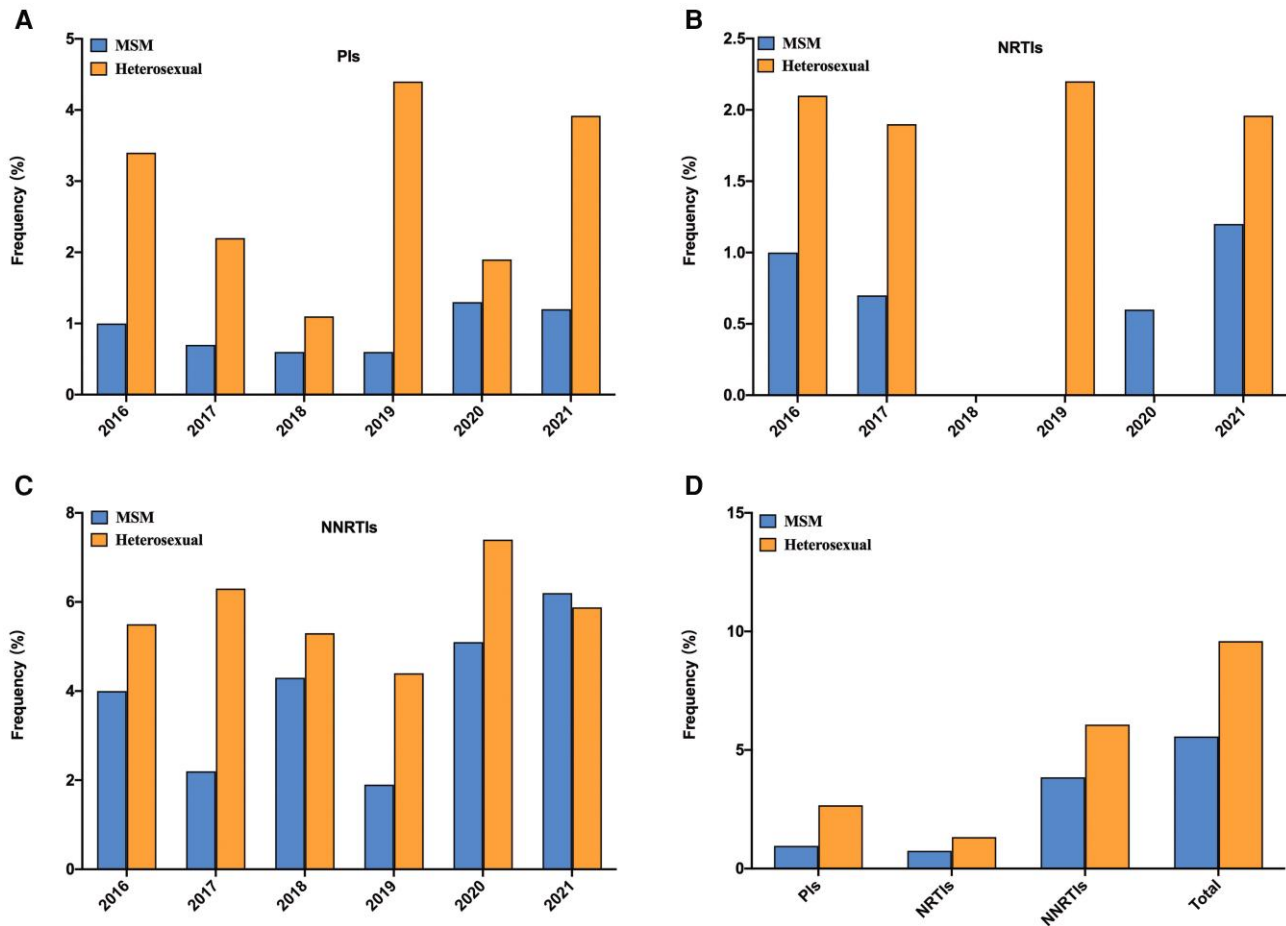 A
PIs
MSM
Heterosexual
Frequency (%)
5
4
3
2
1
0
2016
2017
2018
2019
2020
2021
B
NRTIs
MSM
Heterosexual
Frequency (%)
2.5
2.0
1.5
1.0
0.5
0.0
2016
2017
2018
2019
2020
2021
C
NNRTIs
MSM
Heterosexual
Frequency (%)
8
6
4
2
0
2016
2017
2018
2019
2020
2021
D
MSM
Heterosexual
Frequency (%)
15
10
5
0
PIs
NRTIs
NNRTIs
Total